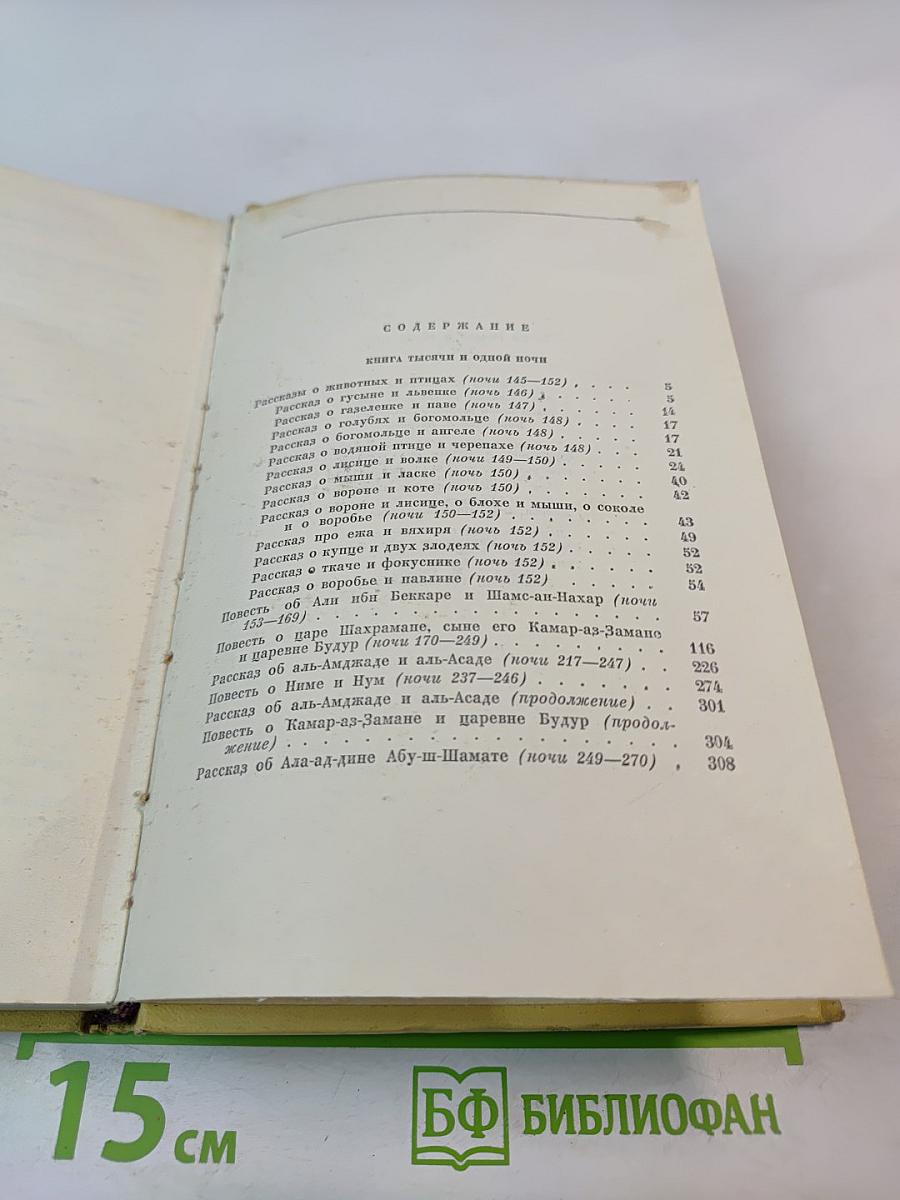 СОДЕРЖАНИЕ
КНИГА ТЫСЯЧИ И ОДНОЙ НОЧИ
Рассказы о животных и птицах (ночи 145—152) . . . . 5
Рассказ о гусыне и львенке (ночь 146) . . . . . . 5
Рассказ о газеленке и паве (ночь 147) . . . . . . 14
Рассказ о голубях и богомольце (ночь 148) . . . . 17
Рассказ о богомольце и ангеле (ночь 148) . . . . . 17
Рассказ о водяной птице и черепахе (ночь 148) . . . 21
Рассказ о лисице и волке (ночи 149—150) . . . . . 24
Рассказ о мыши и ласке (ночь 150) . . . . . . . 40
Рассказ о вороне и коте (ночь 150) . . . . . . . 42
Рассказ о вороне и лисице, о блохе и мыши, о соколе
и о воробье (ночи 150—152) . . . . . . . . 43
Рассказ про ежа и вяхиря (ночь 152) . . . . . . 49
Рассказ о купце и двух злодеях (ночь 152) . . . . . 52
Рассказ о ткаче и фокуснике (ночь 152) . . . . . . 52
Рассказ о воробье и павлине (ночь 152) . . . . . . 54
Повесть об Али ибн Беккаре и Шамс-ан-Нахар (ночи
153—169) . . . . . . . . . . . . . . . . 57
Повесть о царе Шахрамане, сыне его Камар-аз-Замане
и царевне Будур (ночи 170—249) . . . . . . . . . 116
Рассказ об аль-Амджаде и аль-Асаде (ночи 217—247) . . 226
Повесть о Ниме и Нум (ночи 237—246) . . . . . . . 274
Рассказ об аль-Амджаде и аль-Асаде (продолжение) . . 301
Повесть о Камар-аз-Замане и царевне Будур (продол-
жение) . . . . . . . . . . . . . . . . . . 304
Рассказ об Ала-ад-дине Абу-ш-Шамате (ночи 249—270) . 308
15 см
БФ БИБЛИОФАН